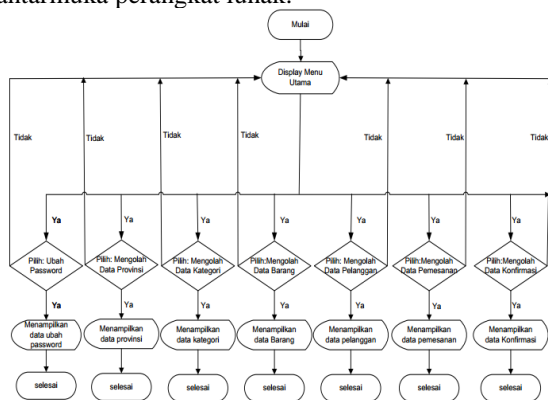 antarmuka perangkat lunak.
Mulai
Display Menu
Utama
Tidak
Tidak
Tidak
Tidak
Tidak
Tidak
Tidak
Ya
Ya
Ya
Ya
Ya
Ya
Ya
Pilih: Ubah
Password
Pilih: Mengolah
Data Provinsi
Pilih: Mengolah
Data Kategori
Pilih:Mengolah
Data Barang
Pilih: Mengolah
Data Pelanggan
Pilih:Mengolah
Data Pemesanan
Pilih:Mengolah
Data Konfirmasi
Ya
Ya
Ya
Ya
Ya
Ya
Ya
Menampilkan
data ubah
password
Menampilkan
data provinsi
Menampilkan
data kategori
Menampilkan
data Barang
Menampilkan
data pelanggan
Menampilkan
data pemesanan
Menampilkan
data Konfirmasi
selesai
selesai
selesai
selesai
selesai
selesai
selesai